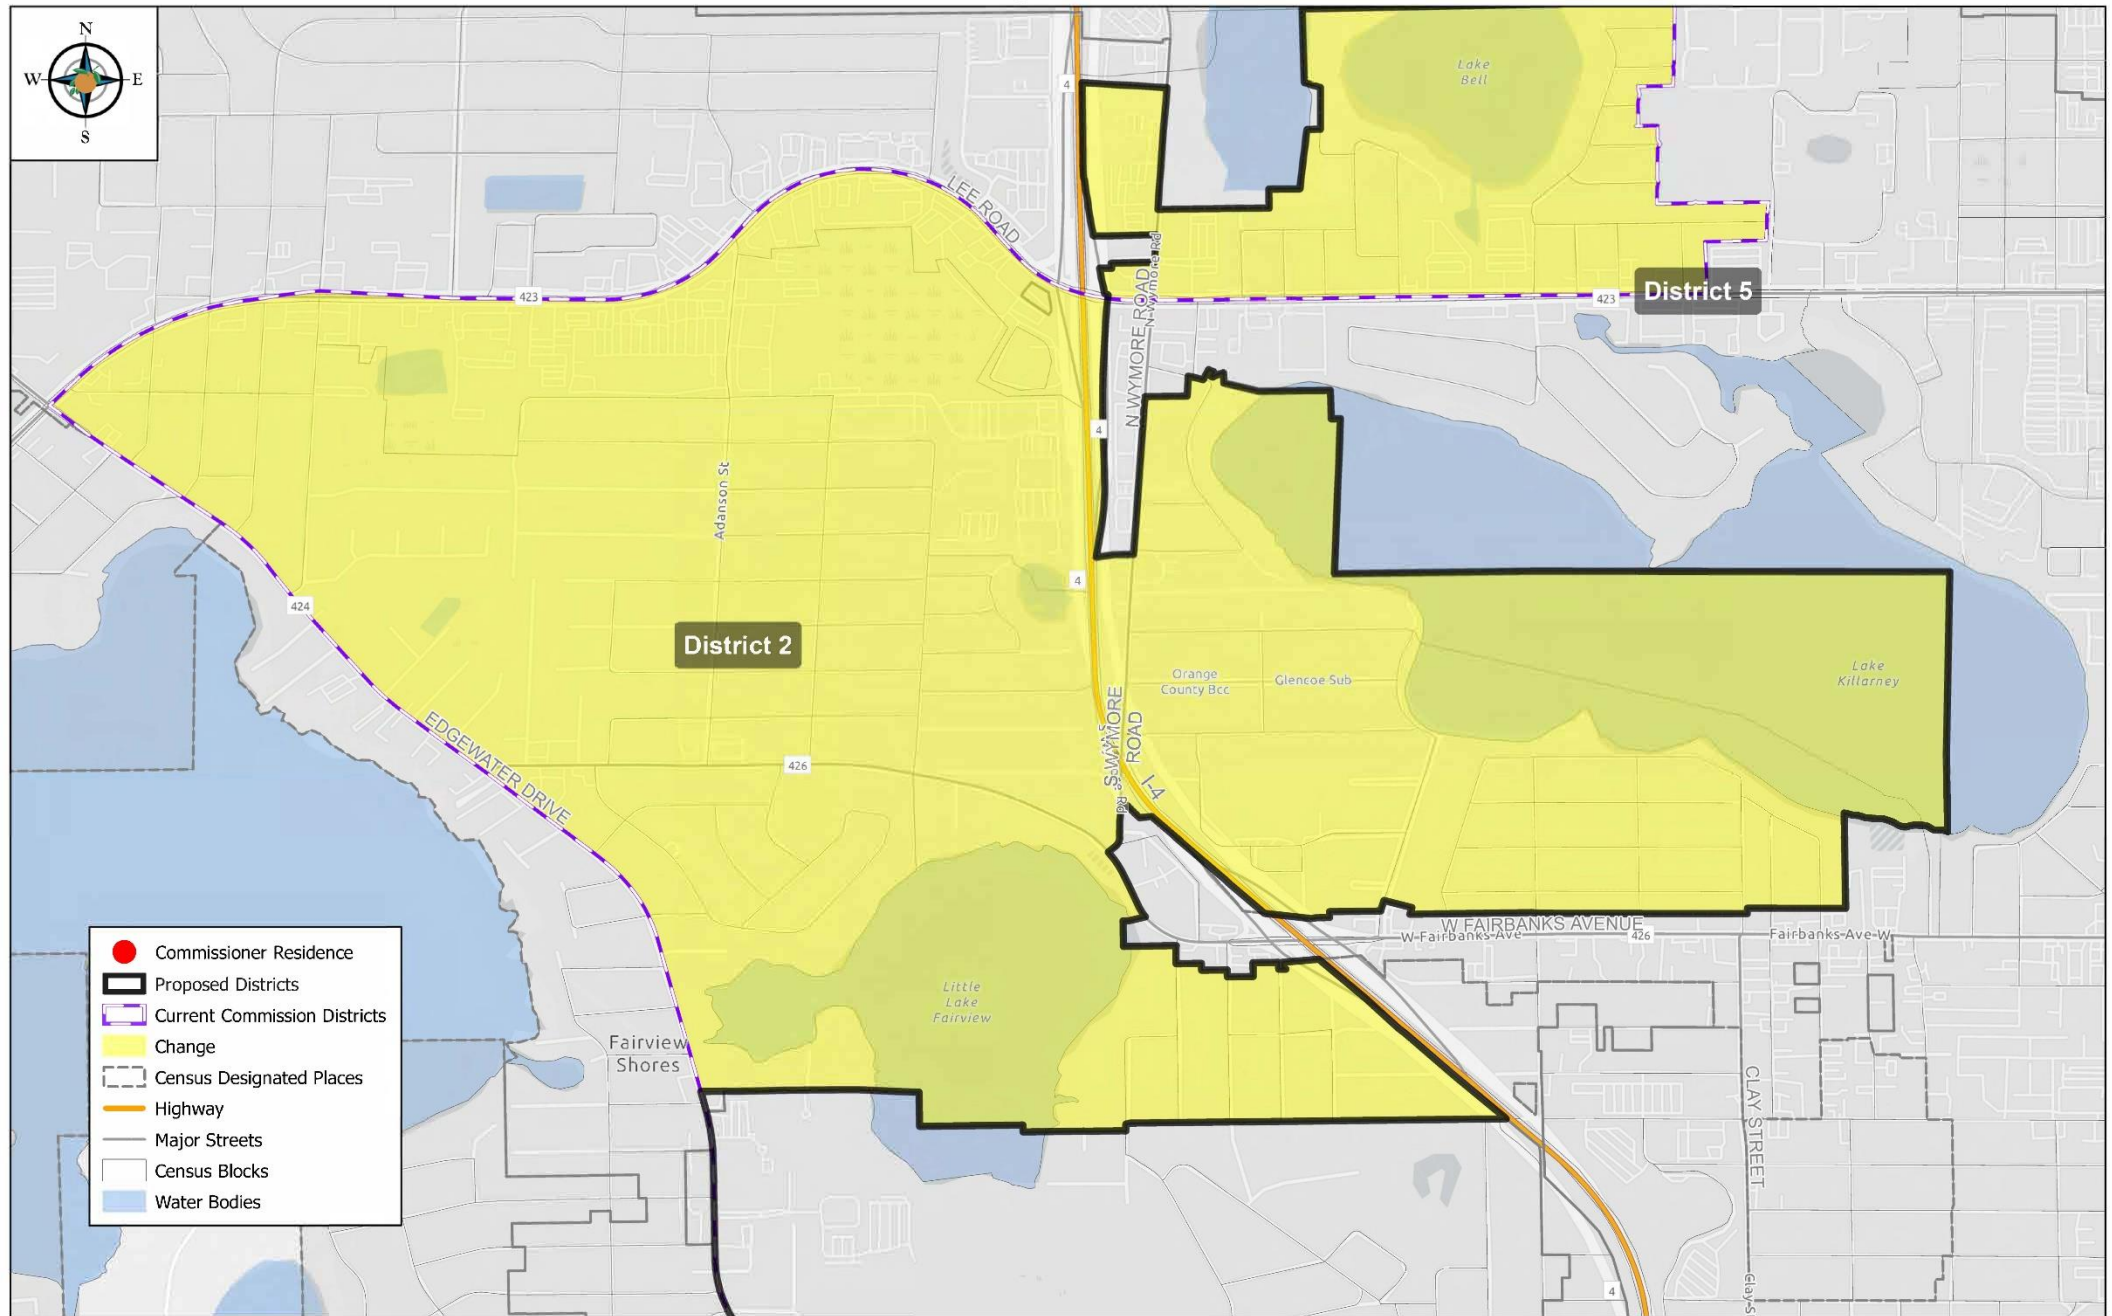 N
W
E
S
4
Lake
Bell
LEE ROAD
N Wymore Rd
423
423
District 5
N WYMORE ROAD
4
Adanson St
4
424
District 2
Orange
County Bcc
Glencoe Sub
Lake
Killarney
EDGEWATER DRIVE
426
S WYMORE
ROAD
Rd
I-4
W FAIRBANKS AVENUE
W Fairbanks Ave
426
Fairbanks Ave W
Little
Lake
Fairview
Fairview
Shores
CLAY STREET
Clay S
4
Commissioner Residence
Proposed Districts
Current Commission Districts
Change
Census Designated Places
Highway
Major Streets
Census Blocks
Water Bodies